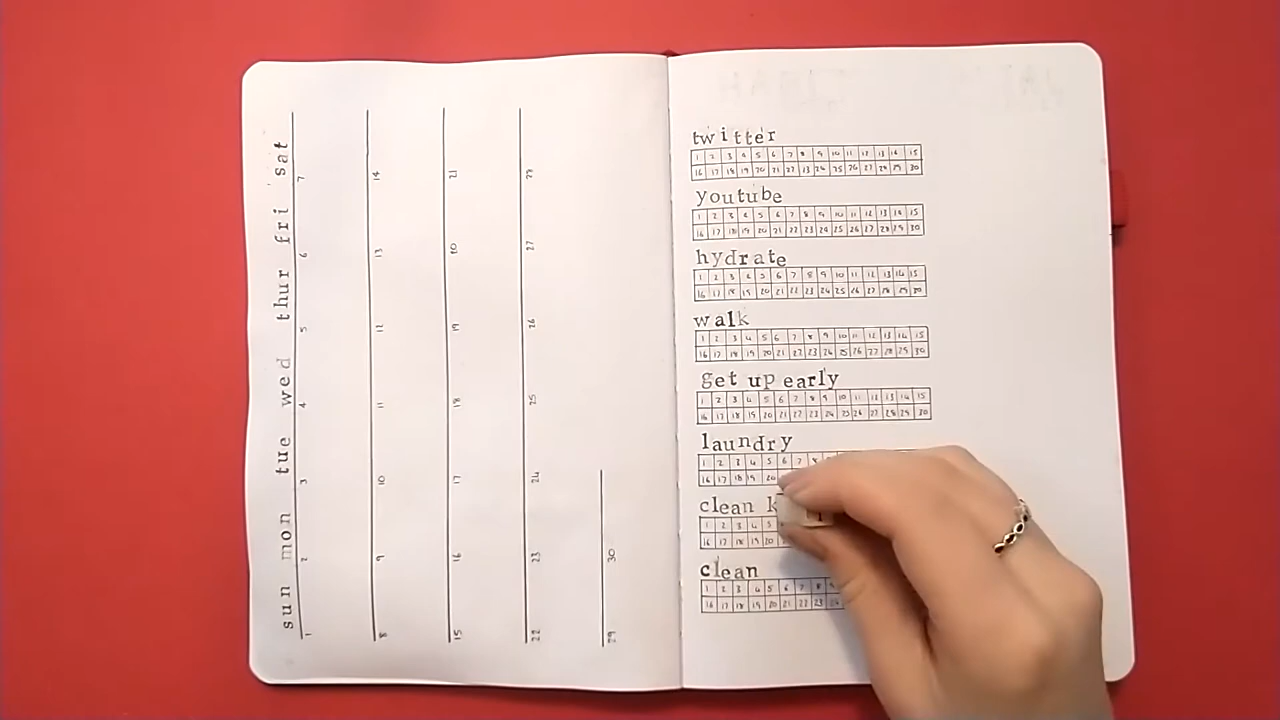 sun mon tue wed thur fri sat
1 2 3 4 5 6 7
8 9 10 11 12 13 14
15 16 17 18 19 20 21
22 23 24 25 26 27 28
29 30
twitter
1 2 3 4 5 6 7 8 9 10 11 12 13 14 15
16 17 18 19 20 21 22 23 24 25 26 27 28 29 30
youtube
1 2 3 4 5 6 7 8 9 10 11 12 13 14 15
16 17 18 19 20 21 22 23 24 25 26 27 28 29 30
hydrate
1 2 3 4 5 6 7 8 9 10 11 12 13 14 15
16 17 18 19 20 21 22 23 24 25 26 27 28 29 30
walk
1 2 3 4 5 6 7 8 9 10 11 12 13 14 15
16 17 18 19 20 21 22 23 24 25 26 27 28 29 30
get up early
1 2 3 4 5 6 7 8 9 10 11 12 13 14 15
16 17 18 19 20 21 22 23 24 25 26 27 28 29 30
laundry
1 2 3 4 5 6 7 8
16 17 18 19 20
clean k
1 2 3 4 5
16 17 18 19 20
clean
1 2 3 4 5 6 7 8 9
16 17 18 19 20 21 22 23 24